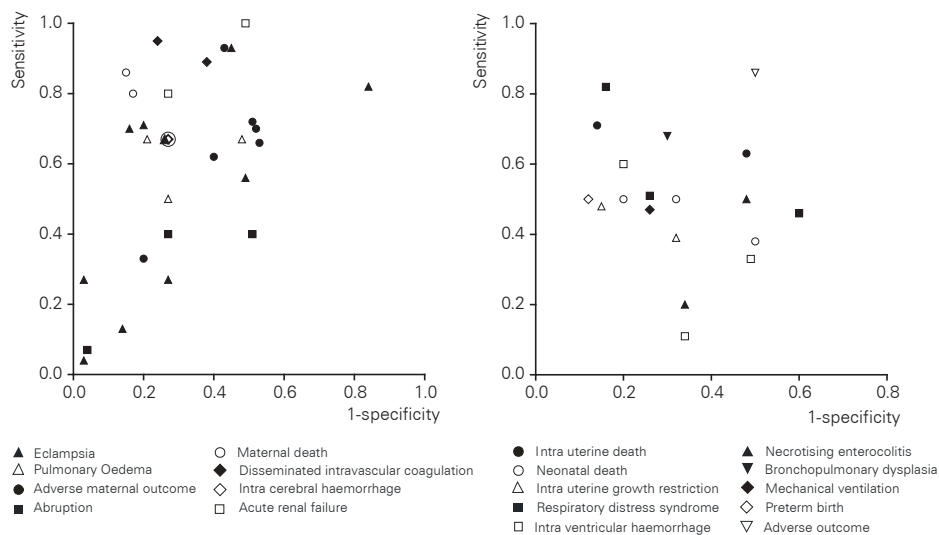 Sensitivity
1.0
0.8
0.6
0.4
0.2
0.0
0.0 0.2 0.4 0.6 0.8 1.0
1-specificity
Eclampsia
Pulmonary Oedema
Adverse maternal outcome
Abruption
Maternal death
Disseminated intravascular coagulation
Intra cerebral haemorrhage
Acute renal failure
Sensitivity
1.0
0.8
0.6
0.4
0.2
0.0
0.0 0.2 0.4 0.6 0.8
1-specificity
Intra uterine death
Neonatal death
Intra uterine growth restriction
Respiratory distress syndrome
Intra ventricular haemorrhage
Necrotising enterocolitis
Bronchopulmonary dysplasia
Mechanical ventilation
Preterm birth
Adverse outcome